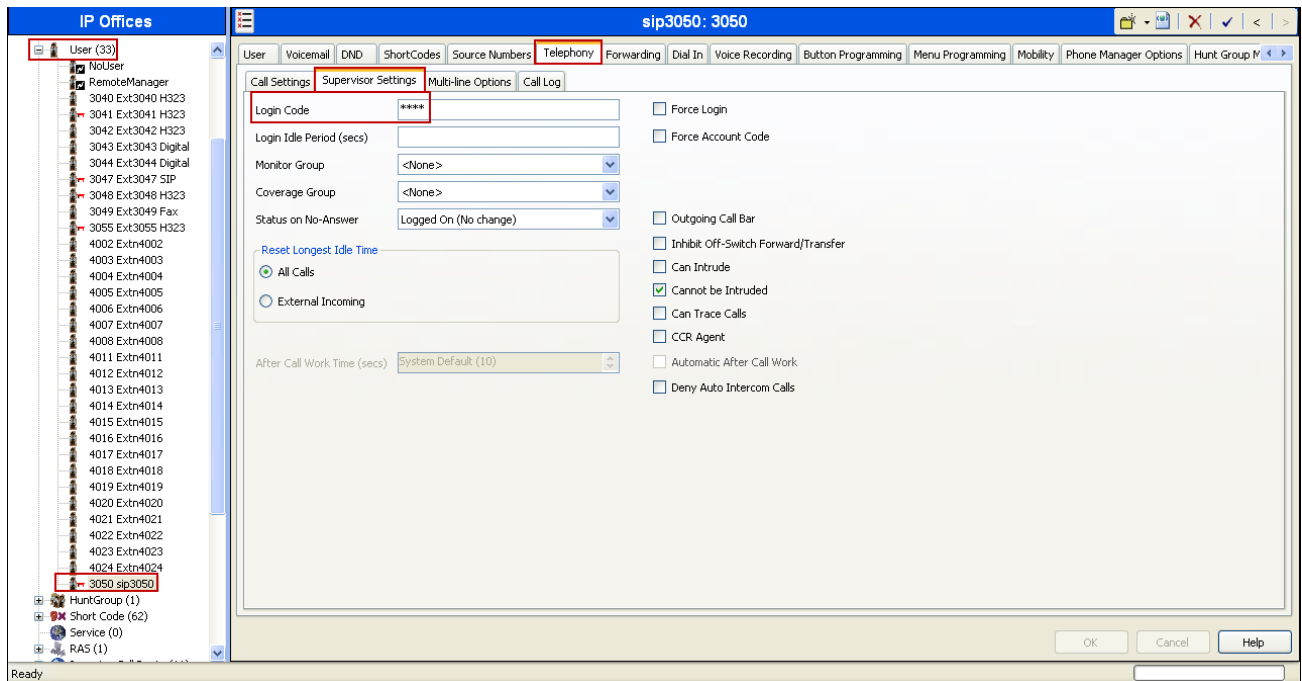 IP Offices
User (33)
NoUser
RemoteManager
3040 Ext3040 H323
3041 Ext3041 H323
3042 Ext3042 H323
3043 Ext3043 Digital
3044 Ext3044 Digital
3047 Ext3047 SIP
3048 Ext3048 H323
3049 Ext3049 Fax
3055 Ext3055 H323
4002 Extn4002
4003 Extn4003
4004 Extn4004
4005 Extn4005
4006 Extn4006
4007 Extn4007
4008 Extn4008
4011 Extn4011
4012 Extn4012
4013 Extn4013
4014 Extn4014
4015 Extn4015
4016 Extn4016
4017 Extn4017
4018 Extn4018
4019 Extn4019
4020 Extn4020
4021 Extn4021
4022 Extn4022
4023 Extn4023
4024 Extn4024
3050 sip3050
HuntGroup (1)
Short Code (62)
Service (0)
RAS (1)
sip3050: 3050
User Voicemail DND ShortCodes Source Numbers Telephony Forwarding Dial In Voice Recording Button Programming Menu Programming Mobility Phone Manager Options Hunt Group M
Call Settings Supervisor Settings Multi-line Options Call Log
Login Code ****
Login Idle Period (secs)
Monitor Group <None>
Coverage Group <None>
Status on No-Answer Logged On (No change)
Reset Longest Idle Time
All Calls
External Incoming
After Call Work Time (secs) System Default (10)
Force Login
Force Account Code
Outgoing Call Bar
Inhibit Off-Switch Forward/Transfer
Can Intrude
Cannot be Intruded
Can Trace Calls
CCR Agent
Automatic After Call Work
Deny Auto Intercom Calls
OK Cancel Help
Ready